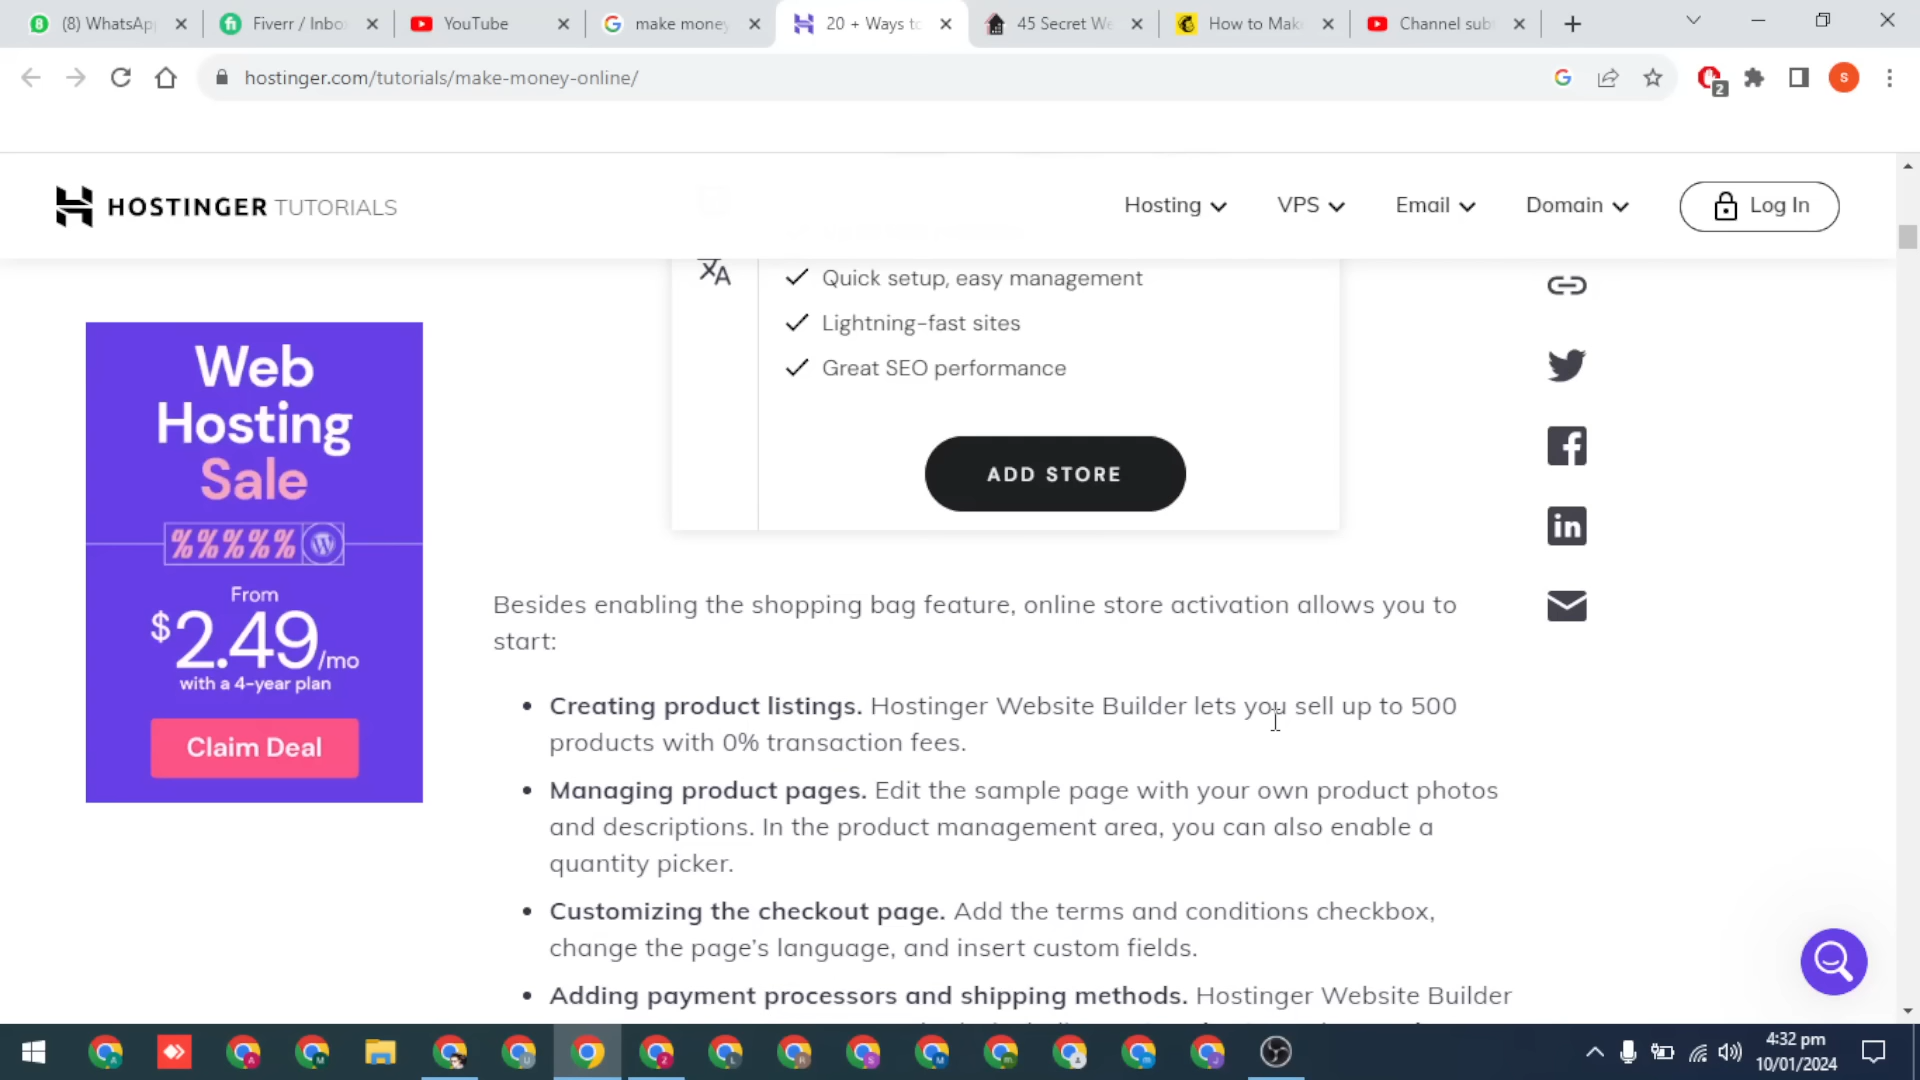 (8) WhatsApp
Fiverr / Inbo
YouTube
make money
20 + Ways to
45 Secret We
How to Mak
Channel sub
hostinger.com/tutorials/make-money-online/
2
S
HOSTINGER TUTORIALS
Hosting
VPS
Email
Domain
Log In
Quick setup, easy management
Lightning-fast sites
Great SEO performance
ADD STORE
Web
Hosting
Sale
%%%%%
From
$2.49/mo
with a 4-year plan
Claim Deal
Besides enabling the shopping bag feature, online store activation allows you to
start:
• Creating product listings. Hostinger Website Builder lets you sell up to 500
products with 0% transaction fees.
• Managing product pages. Edit the sample page with your own product photos
and descriptions. In the product management area, you can also enable a
quantity picker.
• Customizing the checkout page. Add the terms and conditions checkbox,
change the page's language, and insert custom fields.
• Adding payment processors and shipping methods. Hostinger Website Builder
4:32 pm
10/01/2024